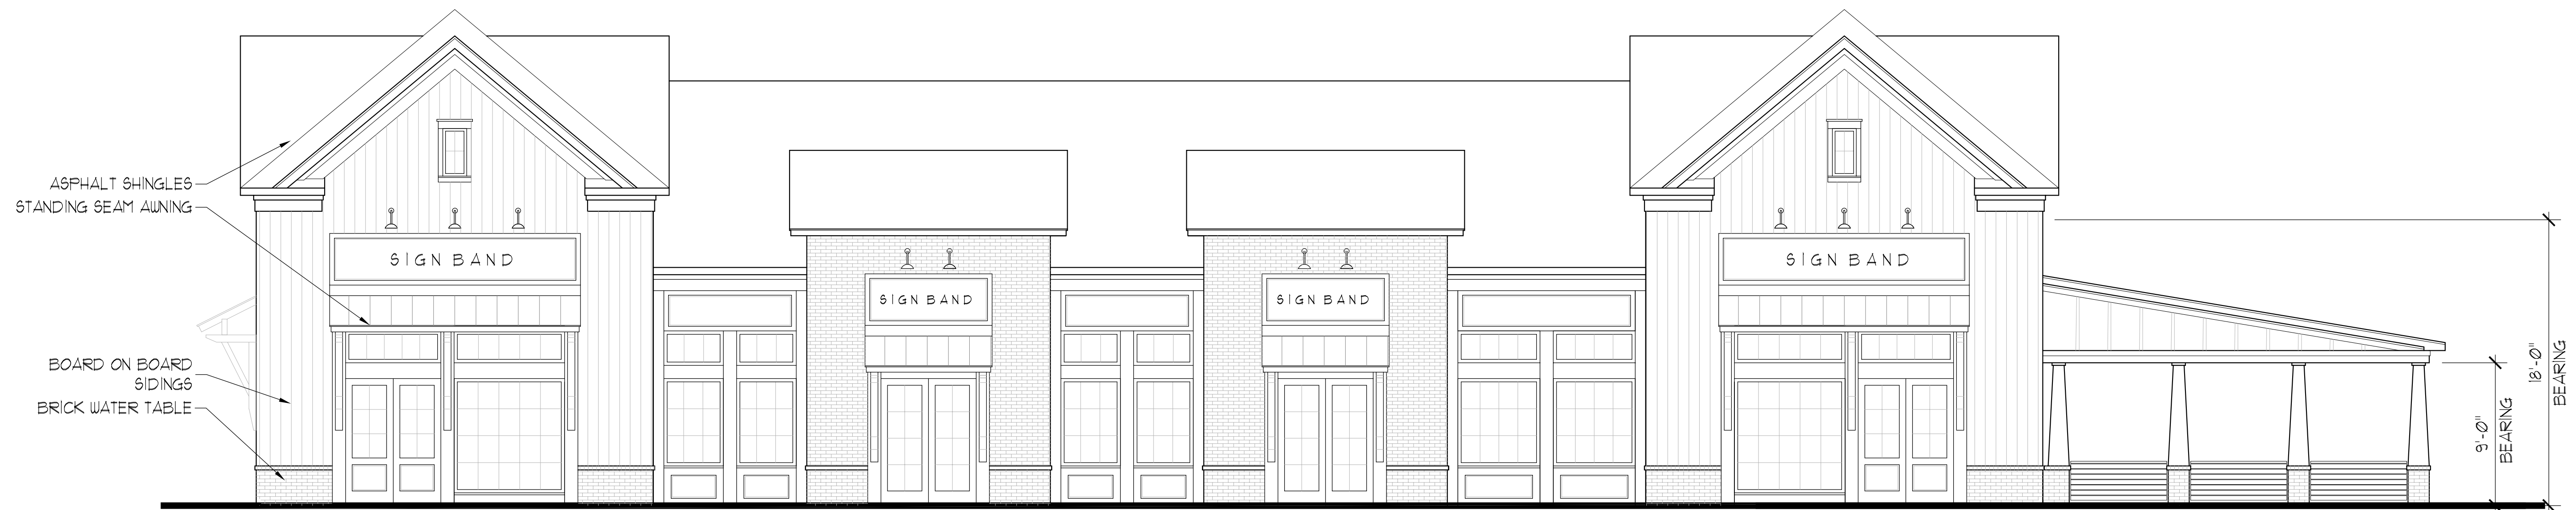 ASPHALT SHINGLES
STANDING SEAM AWNING
BOARD ON BOARD
SIDINGS
BRICK WATER TABLE
SIGN BAND
SIGN BAND
SIGN BAND
SIGN BAND
9'-0"
BEARING
18'-0"
BEARING